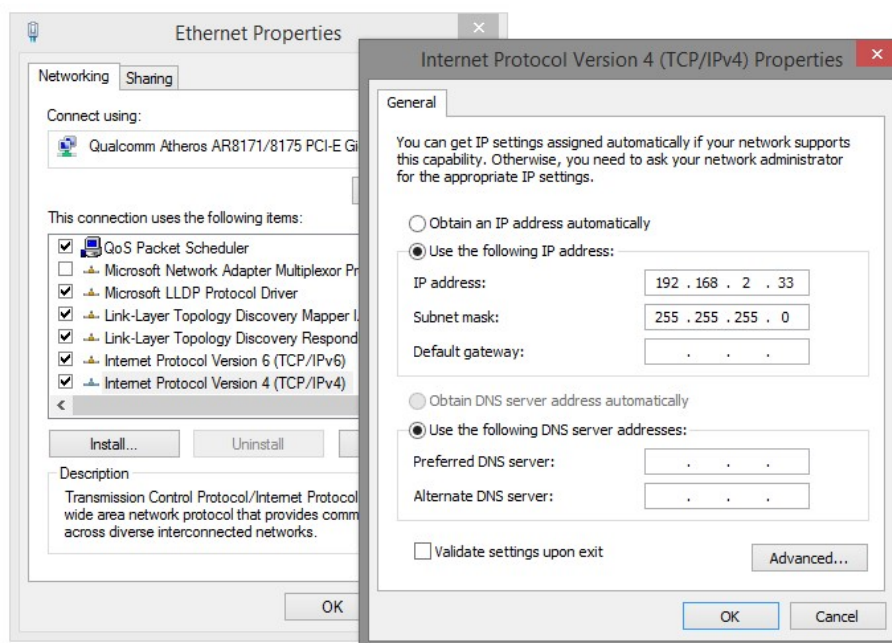 Ethernet Properties
Networking
Sharing
Connect using:
Qualcomm Atheros AR8171/8175 PCI-E
This connection uses the following items:
QoS Packet Scheduler
Microsoft Network Adapter Multiplexor
Microsoft LLDP Protocol Driver
Link-Layer Topology Discovery Mapper
Link-Layer Topology Discovery
Internet Protocol Version 6 (TCP/IPv6)
Internet Protocol Version 4 (TCP/IPv4)
Install...
Uninstall
Description
Transmission Control Protocol/Internet Protocol
wide area network protocol that provides
across diverse interconnected networks.
OK
Internet Protocol Version 4 (TCP/IPv4) Properties
General
You can get IP settings assigned automatically if your network supports
this capability. Otherwise, you need to ask your network administrator
for the appropriate IP settings.
Obtain an IP address automatically
Use the following IP address:
IP address:
192 . 168 . 2 . 33
Subnet mask:
255 . 255 . 255 . 0
Default gateway:
. . .
Obtain DNS server address automatically
Use the following DNS server addresses:
Preferred DNS server:
. . .
Alternate DNS server:
. . .
Validate settings upon exit
Advanced...
OK
Cancel